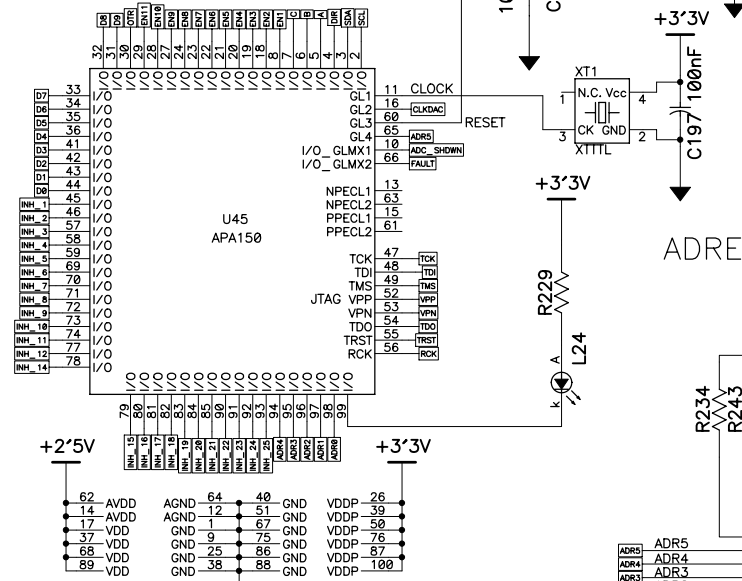 D8 D9 OTR EN11 EN10 EN9 EN8 EN7 EN6 EN5 EN4 EN3 EN2 EN1 C B A DIR SDA SCL
32 31 30 29 28 27 24 23 22 21 20 19 18 8 7 6 5 4 3 2
I/O I/O I/O I/O I/O I/O I/O I/O I/O I/O I/O I/O I/O I/O I/O I/O I/O I/O I/O I/O
D7 33 I/O
D6 34 I/O
D5 35 I/O
D4 36 I/O
D3 41 I/O
D2 42 I/O
D1 43 I/O
D0 44 I/O
INH_1 45 I/O
INH_2 46 I/O
INH_3 57 I/O
INH_4 58 I/O
INH_5 59 I/O
INH_6 69 I/O
INH_7 70 I/O
INH_8 71 I/O
INH_9 72 I/O
INH_10 73 I/O
INH_11 74 I/O
INH_12 77 I/O
INH_14 78 I/O
U45
APA150
GL1 11 CLOCK
GL2 16 CLKDAC
GL3 60 RESET
GL4 65 ADR5
I/O_GLMX1 10 ADC_SHDWN
I/O_GLMX2 66 FAULT
NPECL1 13
NPECL2 63
PPECL1 15
PPECL2 61
JTAG
TCK 47 TCK
TDI 48 TDI
TMS 49 TMS
VPP 52 VPP
VPN 53 VPN
TDO 54 TDO
TRST 55 TRST
RCK 56 RCK
I/O I/O I/O I/O I/O I/O I/O I/O I/O I/O I/O I/O I/O I/O I/O I/O I/O
79 80 81 82 83 84 85 90 91 92 93 94 95 96 97 98 99
INH_15 INH_16 INH_17 INH_18 INH_19 INH_20 INH_21 INH_22 INH_23 INH_24 INH_25 ADR4 ADR3 ADR2 ADR1 ADR0
10
C
+3'3V
XT1
N.C. Vcc
1 4
CK GND
3 2
XTTTL
C197 100nF
+3'3V
R229
A
L24
k
ADRE
R234
R243
+2'5V
62 AVDD
14 AVDD
17 VDD
37 VDD
68 VDD
89 VDD
AGND 64 40 GND
AGND 12 51 GND
GND 1 67 GND
GND 9 75 GND
GND 25 86 GND
GND 38 88 GND
+3'3V
VDDP 26
VDDP 39
VDDP 50
VDDP 76
VDDP 87
VDDP 100
ADR5 ADR5
ADR4 ADR4
ADR3 ADR3